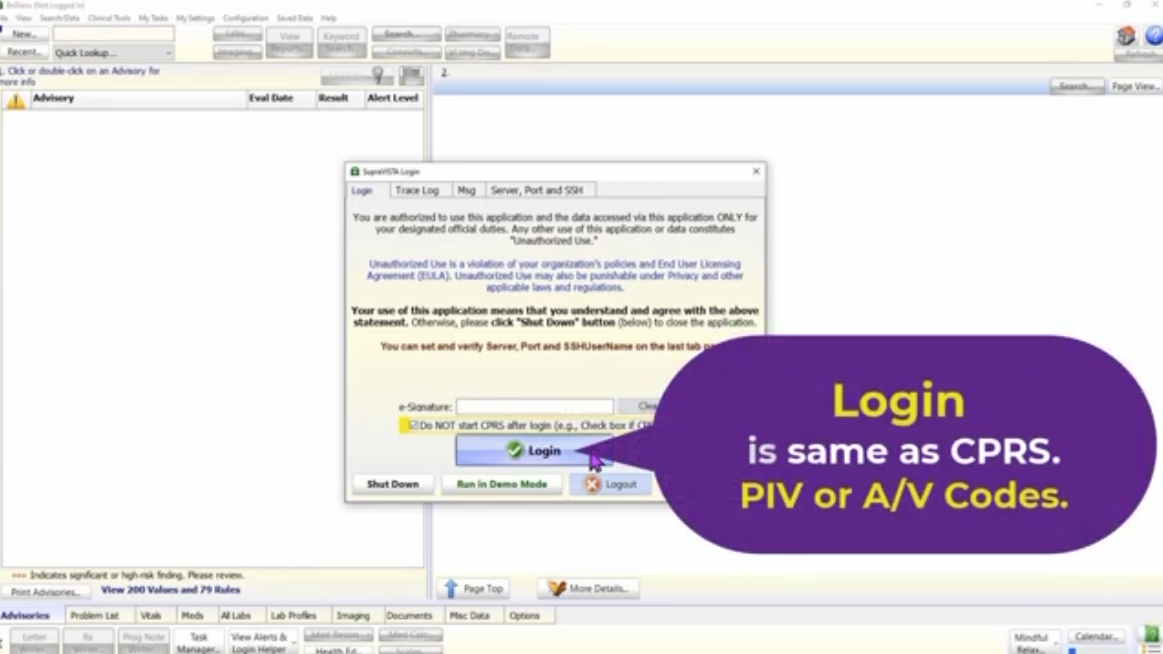 Brillians (Not Logged in)
View Search/Data Clinical Tools My Tasks My Settings Configuration Saved Data Help
New...
Labs View Keyword Search... Pharmacy... Remote
Recent... Quick Lookup... Imaging... Reports... Search... Consults... Data...
Refresh
Click or double-click on an Advisory for
more info
2.
Search... Page View...
Advisory Eval Date Result Alert Level
SupraVISTA Login
Login Trace Log Msg Server, Port and SSH
You are authorized to use this application and the data accessed via this application ONLY for
your designated official duties. Any other use of this application or data constitutes
"Unauthorized Use."
Unauthorized Use is a violation of your organization's policies and End User Licensing
Agreement (EULA). Unauthorized Use may also be punishable under Privacy and other
applicable laws and regulations.
Your use of this application means that you understand and agree with the above
statement. Otherwise, please click "Shut Down" button (below) to close the application.
You can set and verify Server, Port and SSHUserName on the last tab
e-Signature: Clea
Do NOT start CPRS after login (e.g., Check box if
Login
Shut Down Run in Demo Mode Logout
Login
is same as CPRS.
PIV or A/V Codes.
*** Indicates significant or high-risk finding. Please review.
Print Advisories... View 200 Values and 79 Rules
Page Top More Details...
Advisories Problem List Vitals Meds All Labs Lab Profiles Imaging Documents Misc Data Options
Letter Rx Prog Note Task View Alerts & Med Recon... Med Calc... Mindful Calendar...
Writer... Writer... Writer... Manager... Login Helper Health Ed... Scales... Relax...